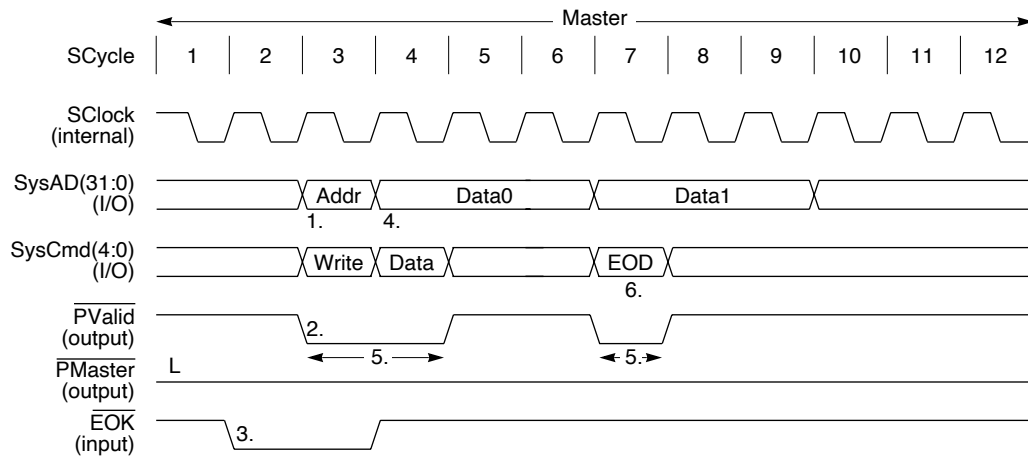 Master
SCycle 1 2 3 4 5 6 7 8 9 10 11 12
SClock
(internal)
SysAD(31:0)
(I/O)
Addr Data0 Data1
1. 4.
SysCmd(4:0)
(I/O)
Write Data EOD
6.
PValid
(output)
2.
5. 5.
PMaster
(output)
L
EOK
(input)
3.